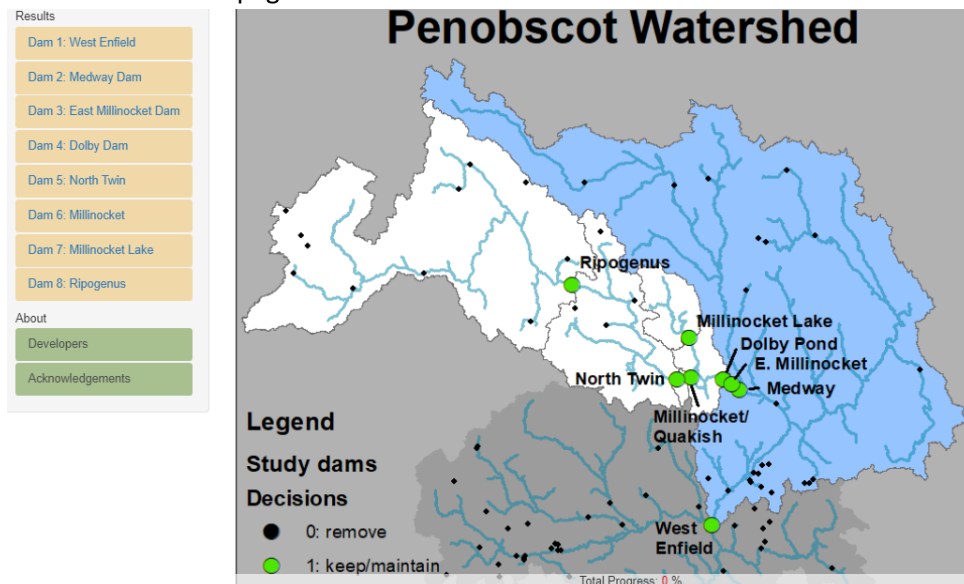 Results
Dam 1: West Enfield
Dam 2: Medway Dam
Dam 3: East Millinocket Dam
Dam 4: Dolby Dam
Dam 5: North Twin
Dam 6: Millinocket
Dam 7: Millinocket Lake
Dam 8: Ripogenus
About
Developers
Acknowledgements
Penobscot Watershed
Ripogenus
Millinocket Lake
Dolby Pond
E. Millinocket
North Twin
Medway
Millinocket/
Quakish
West
Enfield
Legend
Study dams
Decisions
0: remove
1: keep/maintain
Total Progress: 0 %